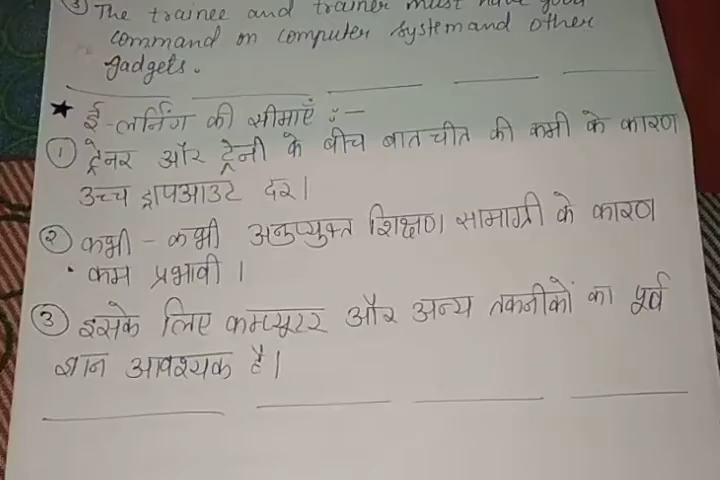 ③ The trainee and trainer must have good
command on computer system and other
gadgets.
★ ई-लर्निंग की सीमाएँ :-
① ट्रेनर और ट्रेनी के बीच बातचीत की कमी के कारण
उच्च ड्रापआउट दर।
② कभी - कभी अनुप्युक्त शिक्षण सामाग्री के कारण
कम प्रभावी ।
③ इसके लिए कम्प्यूटर और अन्य तकनीकों का पूर्व
ज्ञान आवश्यक है।